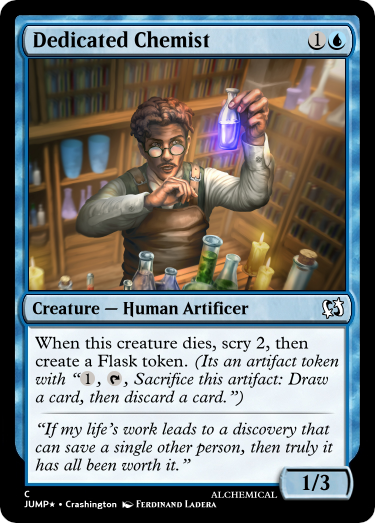 Dedicated Chemist 1
Creature — Human Artificer
When this creature dies, scry 2, then
create a Flask token. (Its an artifact token
with “1, , Sacrifice this artifact: Draw
a card, then discard a card.”)
“If my life's work leads to a discovery that
can save a single other person, then truly it
has all been worth it.”
1/3
C ALCHEMICAL
JUMP★ • Crashington Ferdinand Ladera